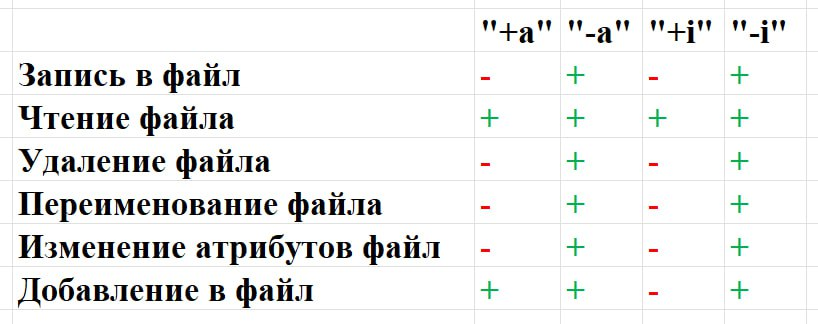 "+a" "-a" "+i" "-i"
Запись в файл - + - +
Чтение файла + + + +
Удаление файла - + - +
Переименование файла - + - +
Изменение атрибутов файл - + - +
Добавление в файл + + - +